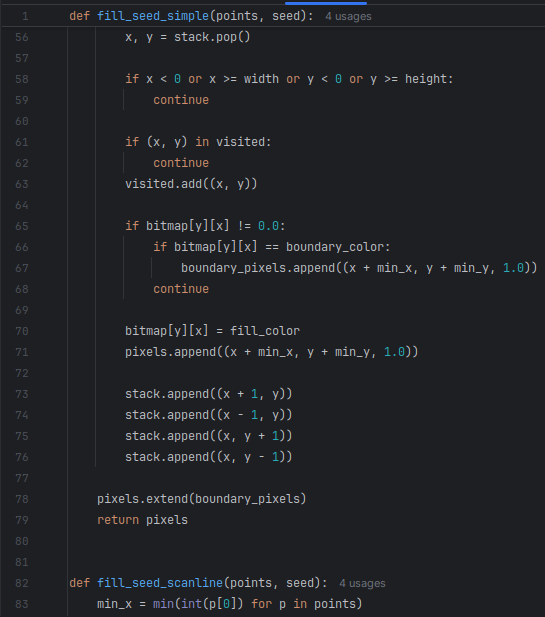 1 def fill_seed_simple(points, seed): 4 usages
56 x, y = stack.pop()
57
58 if x < 0 or x >= width or y < 0 or y >= height:
59 continue
60
61 if (x, y) in visited:
62 continue
63 visited.add((x, y))
64
65 if bitmap[y][x] != 0.0:
66 if bitmap[y][x] == boundary_color:
67 boundary_pixels.append((x + min_x, y + min_y, 1.0))
68 continue
69
70 bitmap[y][x] = fill_color
71 pixels.append((x + min_x, y + min_y, 1.0))
72
73 stack.append((x + 1, y))
74 stack.append((x - 1, y))
75 stack.append((x, y + 1))
76 stack.append((x, y - 1))
77
78 pixels.extend(boundary_pixels)
79 return pixels
80
81
82 def fill_seed_scanline(points, seed): 4 usages
83 min_x = min(int(p[0]) for p in points)